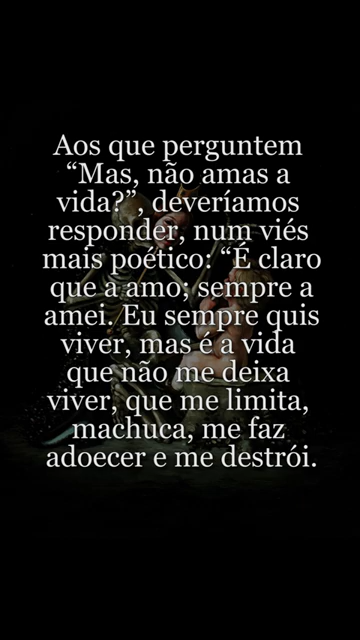 Aos que perguntem
“Mas, não amas a
vida?”, deveríamos
responder, num viés
mais poético: “É claro
que a amo; sempre a
amei. Eu sempre quis
viver, mas é a vida
que não me deixa
viver, que me limita,
machuca, me faz
adoecer e me destrói.